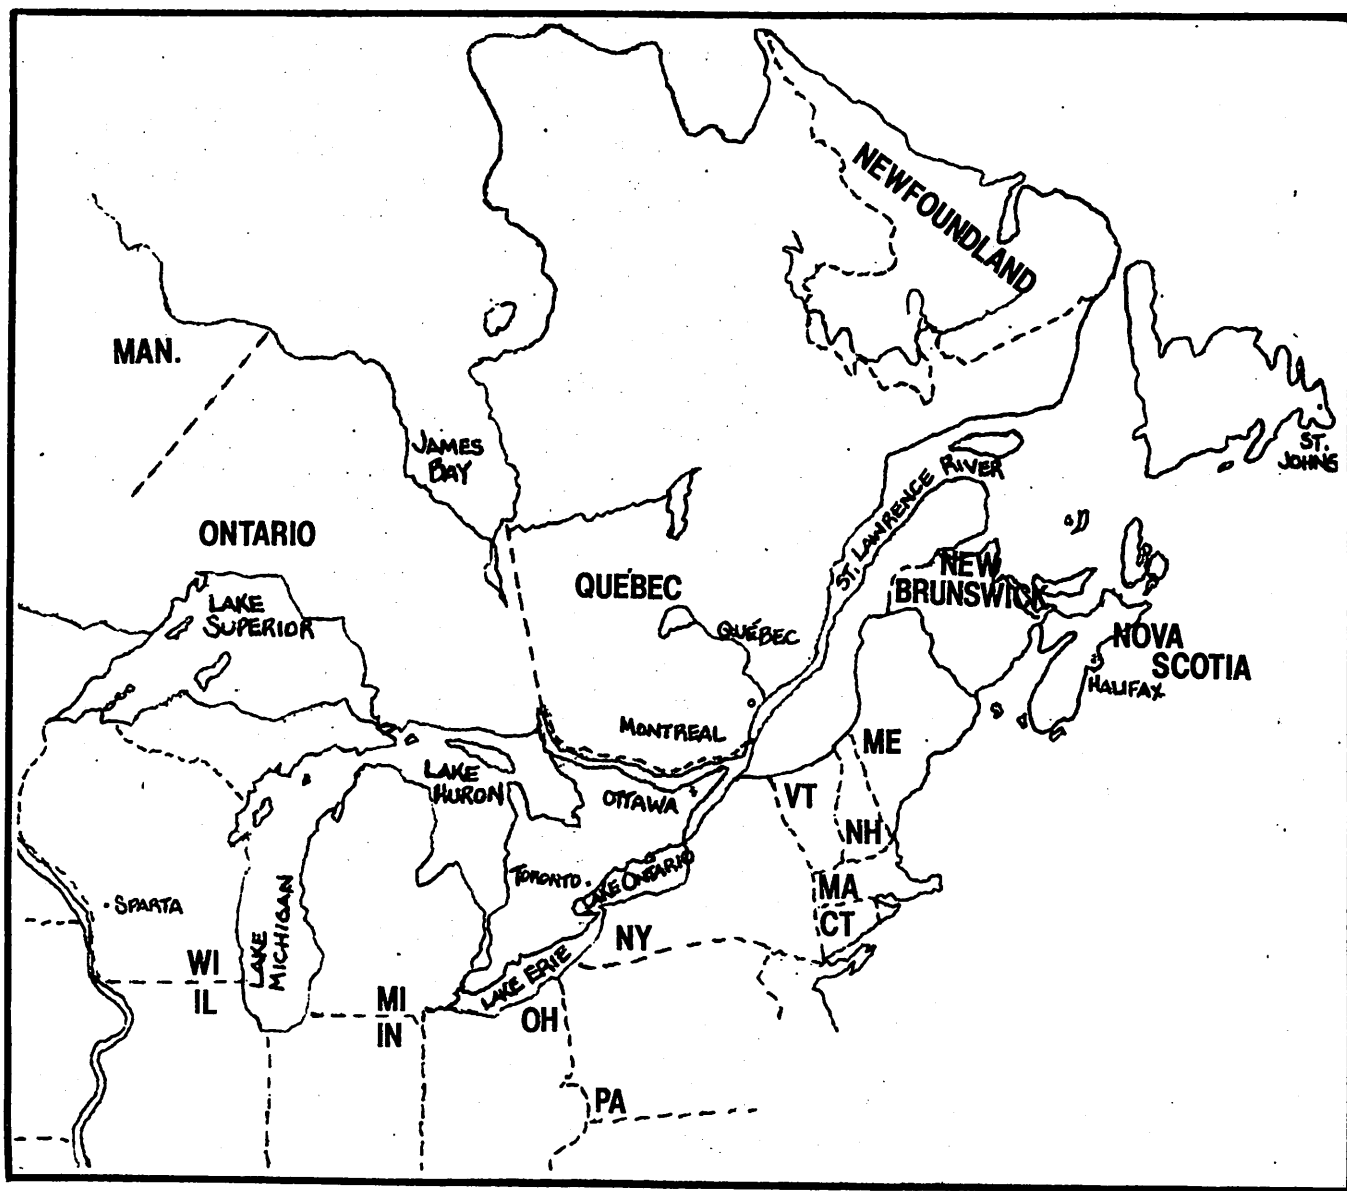 NEWFOUNDLAND
MAN.
JAMES
BAY
ST.
JOHNS
ST. LAWRENCE RIVER
ONTARIO
QUÉBEC
NEW
BRUNSWICK
LAKE
SUPERIOR
QUÉBEC
NOVA
SCOTIA
HALIFAX
MONTREAL
ME
LAKE
HURON
OTTAWA
VT
NH
TORONTO
LAKE ONTARIO
MA
CT
SPARTA
LAKE
MICHIGAN
NY
WI
IL
LAKE ERIE
MI
IN
OH
PA